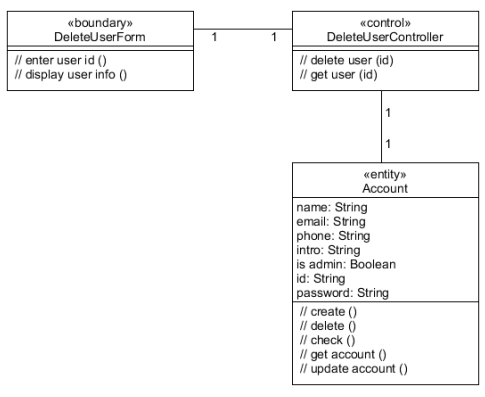 «boundary»
DeleteUserForm
// enter user id ()
// display user info ()
1
1
«control»
DeleteUserController
// delete user (id)
// get user (id)
1
1
«entity»
Account
name: String
email: String
phone: String
intro: String
is admin: Boolean
id: String
password: String
// create ()
// delete ()
// check ()
// get account ()
// update account ()